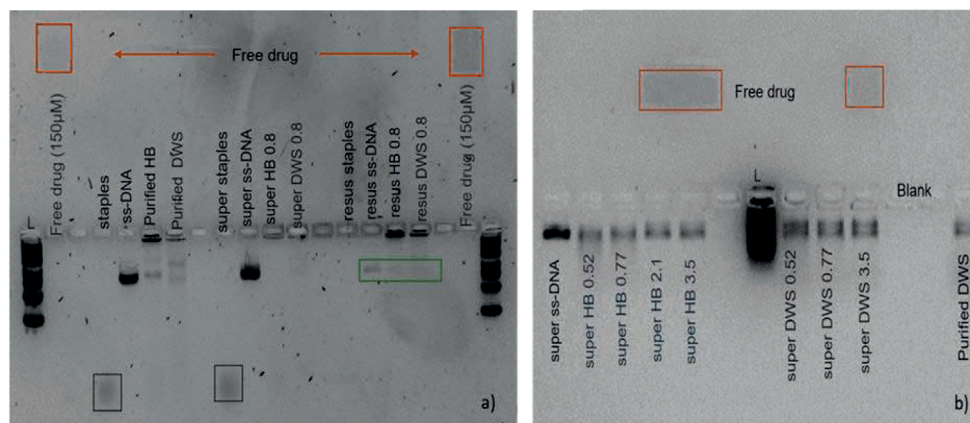 Free drug
L
Free drug (150µM)
staples
ss-DNA
Purified HB
Purified DWS
super staples
super ss-DNA
super HB 0.8
super DWS 0.8
resus staples
resus ss-DNA
resus HB 0.8
resus DWS 0.8
Free drug (150µM)
L
a)
Free drug
L
Blank
super ss-DNA
super HB 0.52
super HB 0.77
super HB 2.1
super HB 3.5
super DWS 0.52
super DWS 0.77
super DWS 3.5
Purified DWS
b)